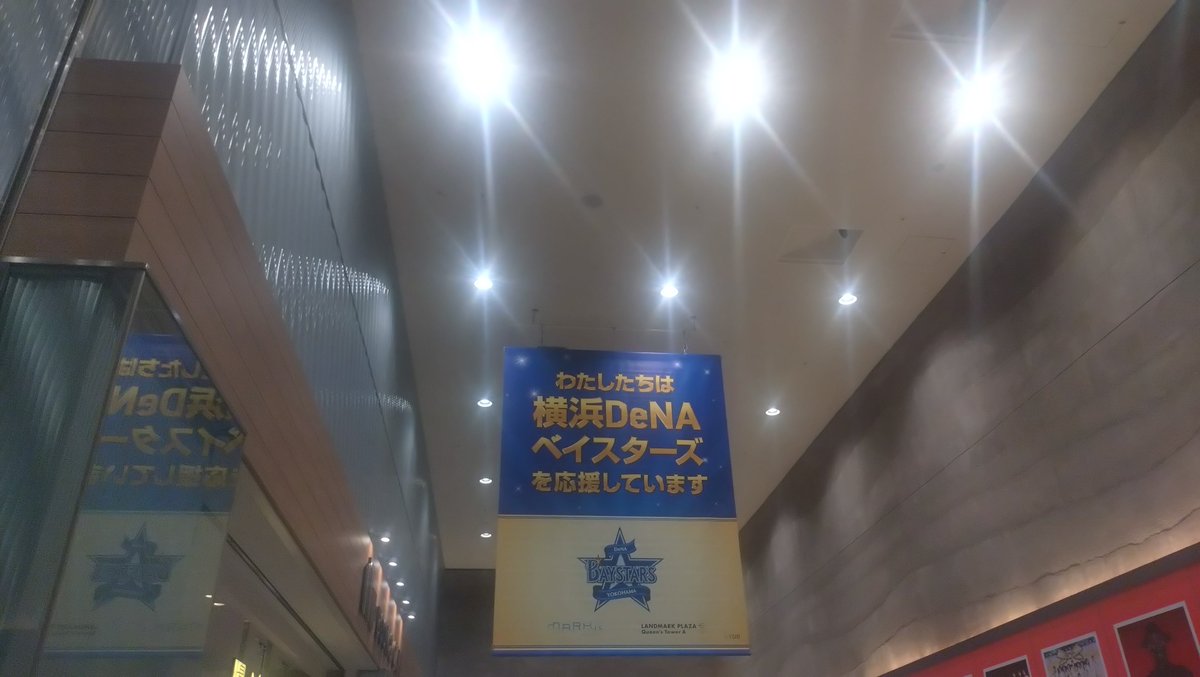 わたしたちは
横浜DeNA
ベイスターズ
を応援しています
DeNA
BAYSTARS
YOKOHAMA
MARK IS
LANDMARK PLAZA
Queen's Tower A